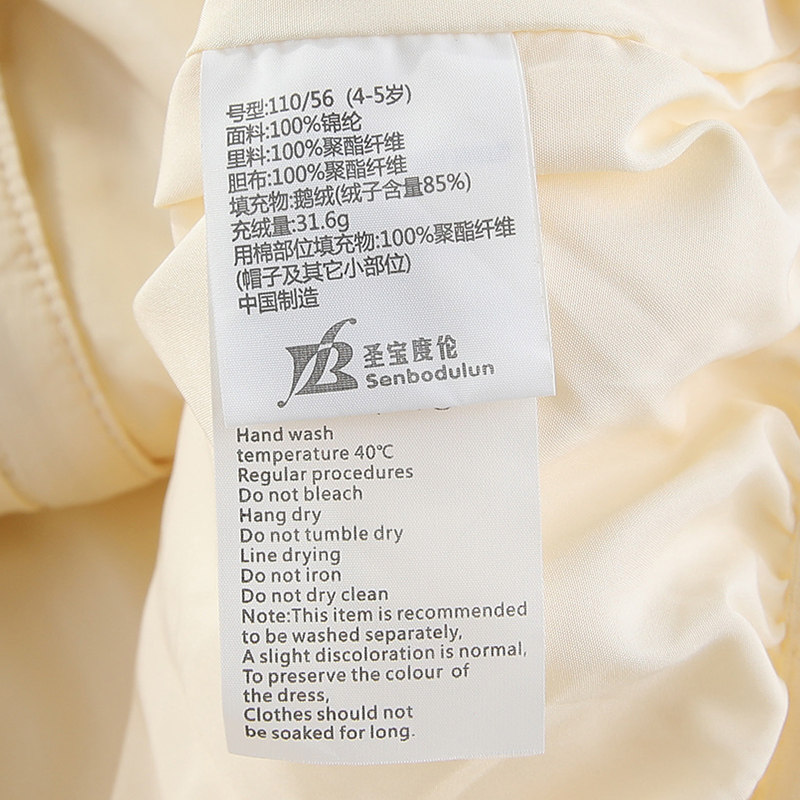 号型:110/56 (4-5岁)
面料:100%锦纶
里料:100%聚酯纤维
胆布:100%聚酯纤维
填充物:鹅绒(绒子含量85%)
充绒量:31.6g
用棉部位填充物:100%聚酯纤维
(帽子及其它小部位)
中国制造
圣宝度伦
Senbodulun
Hand wash
temperature 40℃
Regular procedures
Do not bleach
Hang dry
Do not tumble dry
Line drying
Do not iron
Do not dry clean
Note:This item is recommended
to be washed separately,
A slight discoloration is normal,
To preserve the colour of
the dress,
Clothes should not
be soaked for long.